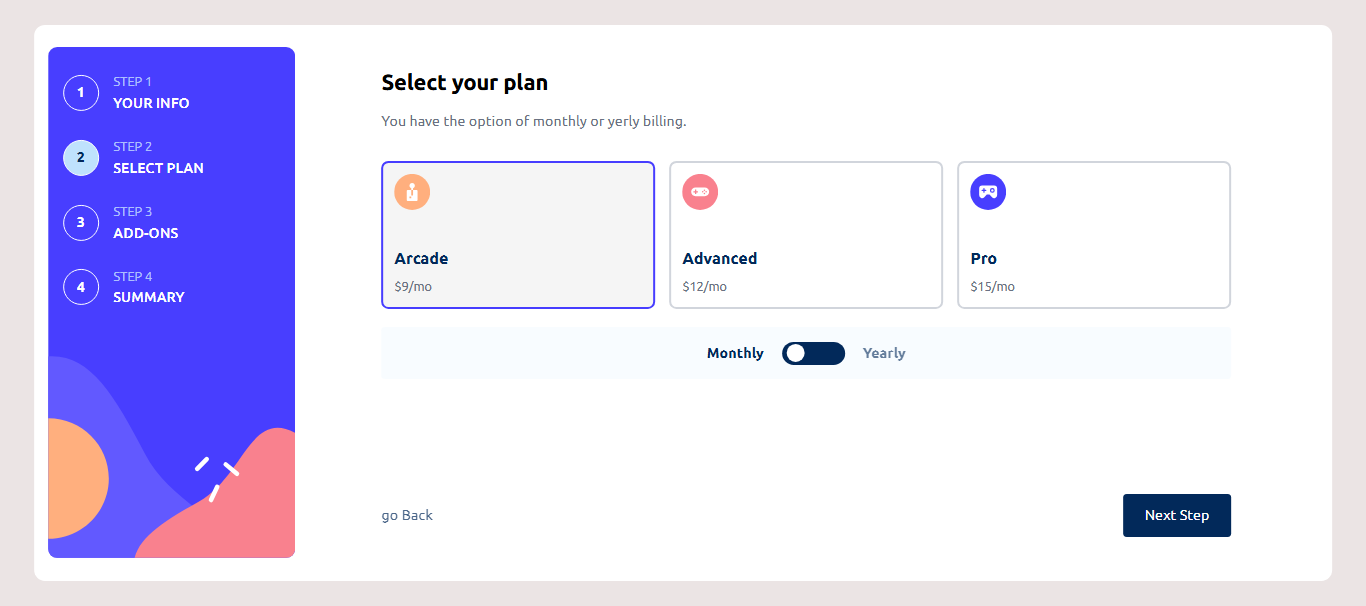 1
STEP 1
YOUR INFO
2
STEP 2
SELECT PLAN
3
STEP 3
ADD-ONS
4
STEP 4
SUMMARY
Select your plan
You have the option of monthly or yerly billing.
Arcade
$9/mo
Advanced
$12/mo
Pro
$15/mo
Monthly Yearly
go Back
Next Step